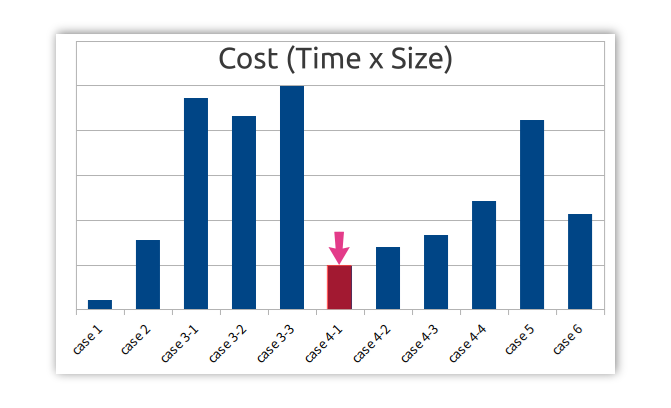 Cost (Time x Size)
case 1
case 2
case 3-1
case 3-2
case 3-3
case 4-1
case 4-2
case 4-3
case 4-4
case 5
case 6